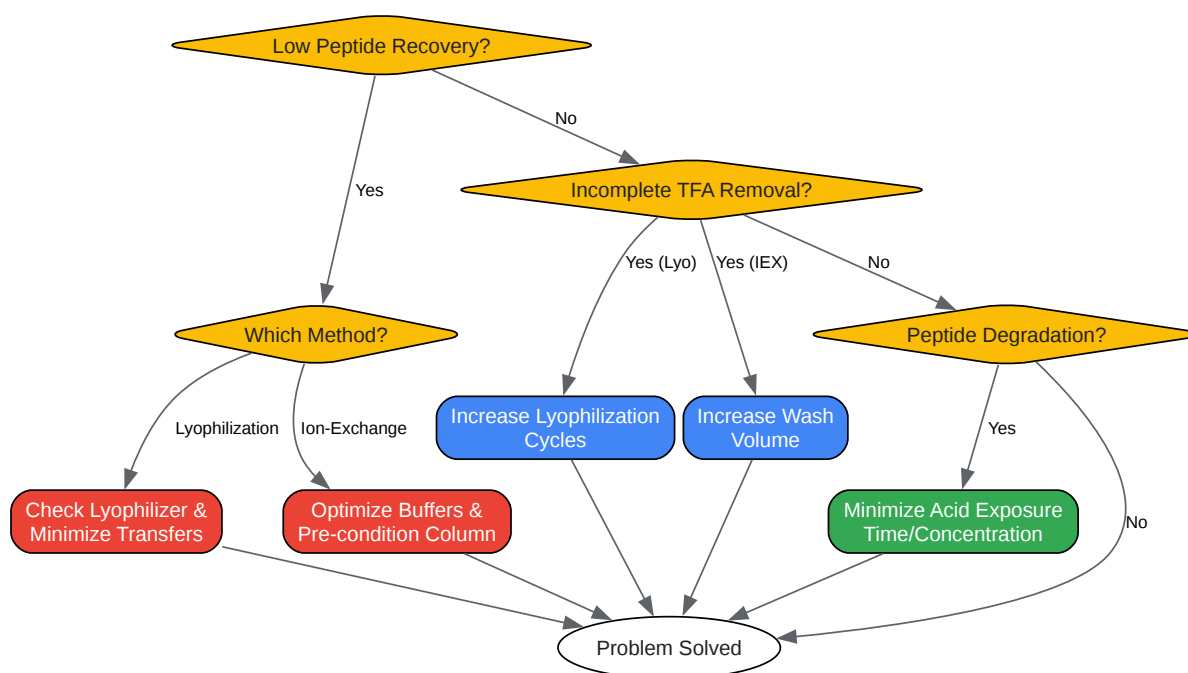 Low Peptide Recovery?
No
Yes
Incomplete TFA Removal?
Yes (Lyo)
Yes (IEX)
No
Which Method?
Peptide Degradation?
Lyophilization
Ion-Exchange
Increase Lyophilization
Cycles
Increase Wash
Volume
Yes
Check Lyophilizer &
Minimize Transfers
Optimize Buffers &
Pre-condition Column
Minimize Acid Exposure
Time/Concentration
No
Problem Solved